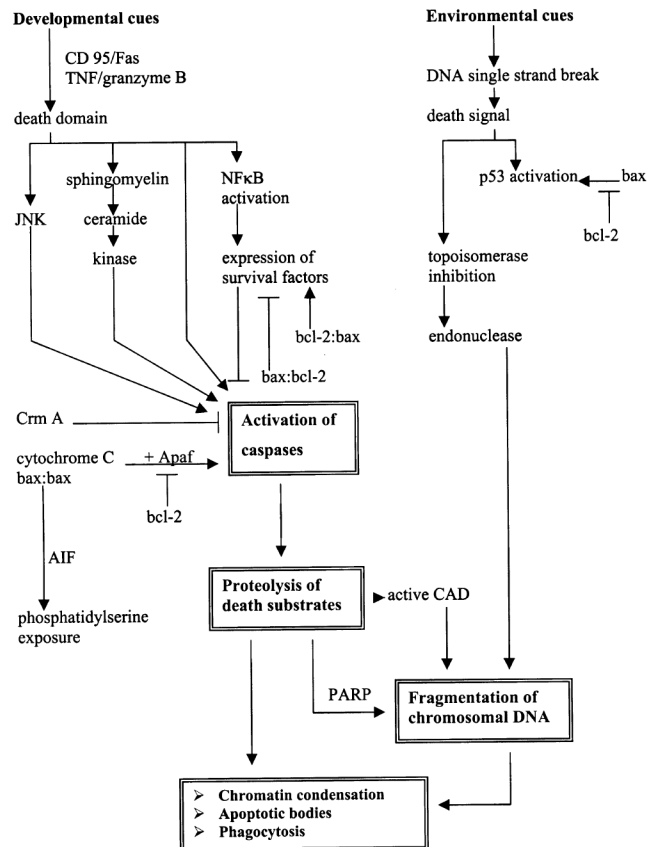 Developmental cues
CD 95/Fas
TNF/granzyme B
death domain
sphingomyelin
NFκB
activation
JNK
ceramide
kinase
expression of
survival factors
bcl-2:bax
bax:bcl-2
Environmental cues
DNA single strand break
death signal
p53 activation
bax
bcl-2
topoisomerase
inhibition
endonuclease
Crm A
Activation of
caspases
cytochrome C
+ Apaf
bax:bax
bcl-2
AIF
phosphatidylserine
exposure
Proteolysis of
death substrates
active CAD
PARP
Fragmentation of
chromosomal DNA
Chromatin condensation
Apoptotic bodies
Phagocytosis